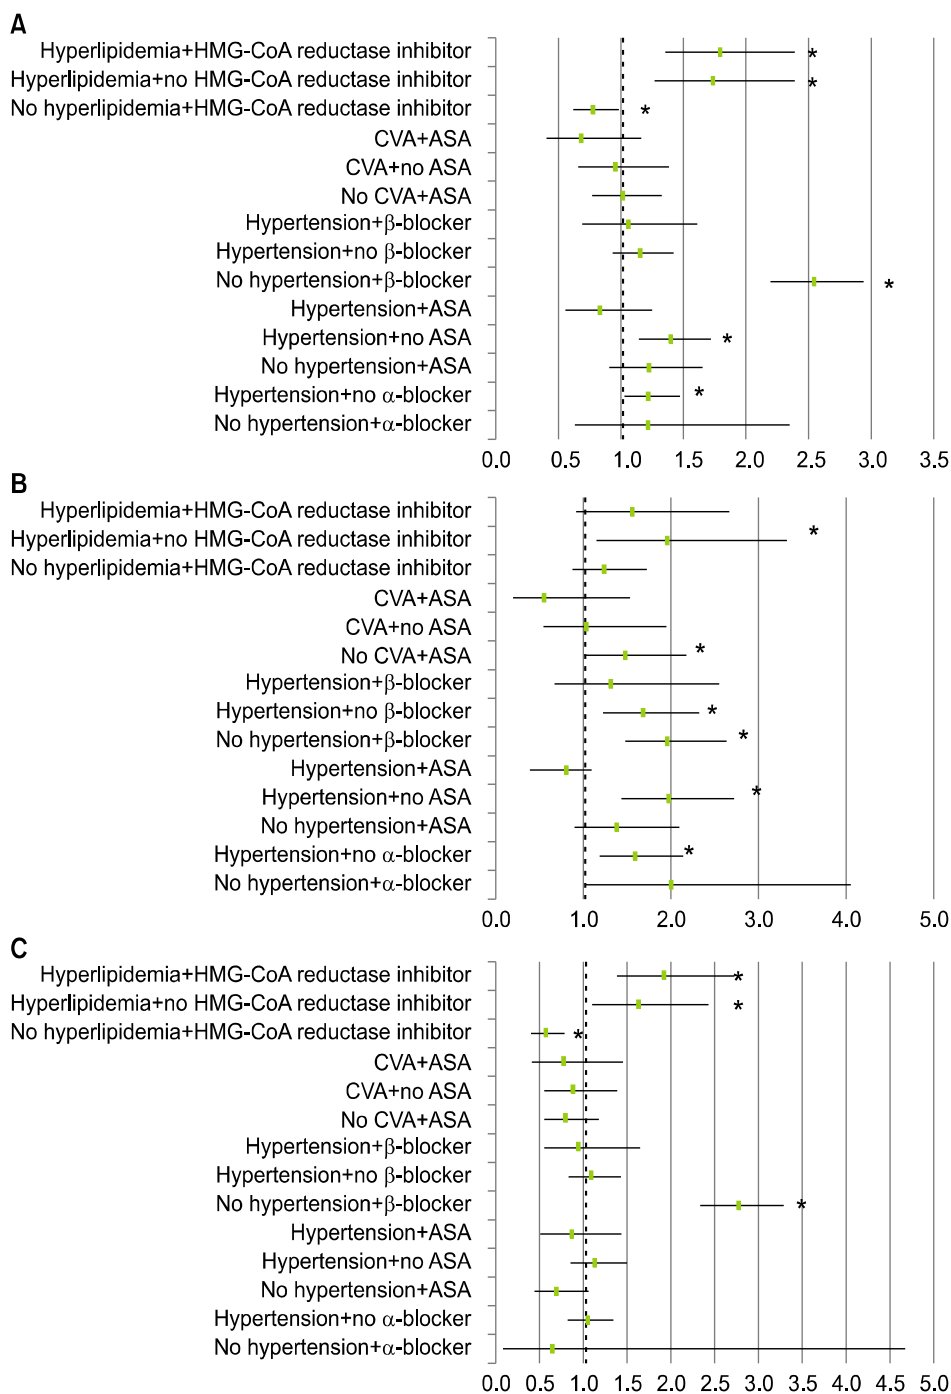 A
Hyperlipidemia+HMG-CoA reductase inhibitor
*
Hyperlipidemia+no HMG-CoA reductase inhibitor
*
No hyperlipidemia+HMG-CoA reductase inhibitor
*
CVA+ASA
CVA+no ASA
No CVA+ASA
Hypertension+β-blocker
Hypertension+no β-blocker
No hypertension+β-blocker
*
Hypertension+ASA
Hypertension+no ASA
*
No hypertension+ASA
Hypertension+no α-blocker
*
No hypertension+α-blocker
0.0 0.5 1.0 1.5 2.0 2.5 3.0 3.5
B
Hyperlipidemia+HMG-CoA reductase inhibitor
Hyperlipidemia+no HMG-CoA reductase inhibitor
*
No hyperlipidemia+HMG-CoA reductase inhibitor
CVA+ASA
CVA+no ASA
No CVA+ASA
*
Hypertension+β-blocker
Hypertension+no β-blocker
*
No hypertension+β-blocker
*
Hypertension+ASA
Hypertension+no ASA
*
No hypertension+ASA
Hypertension+no α-blocker
*
No hypertension+α-blocker
0.0 1.0 2.0 3.0 4.0 5.0
C
Hyperlipidemia+HMG-CoA reductase inhibitor
*
Hyperlipidemia+no HMG-CoA reductase inhibitor
*
No hyperlipidemia+HMG-CoA reductase inhibitor
*
CVA+ASA
CVA+no ASA
No CVA+ASA
Hypertension+β-blocker
Hypertension+no β-blocker
No hypertension+β-blocker
*
Hypertension+ASA
Hypertension+no ASA
No hypertension+ASA
Hypertension+no α-blocker
No hypertension+α-blocker
0.0 0.5 1.0 1.5 2.0 2.5 3.0 3.5 4.0 4.5 5.0